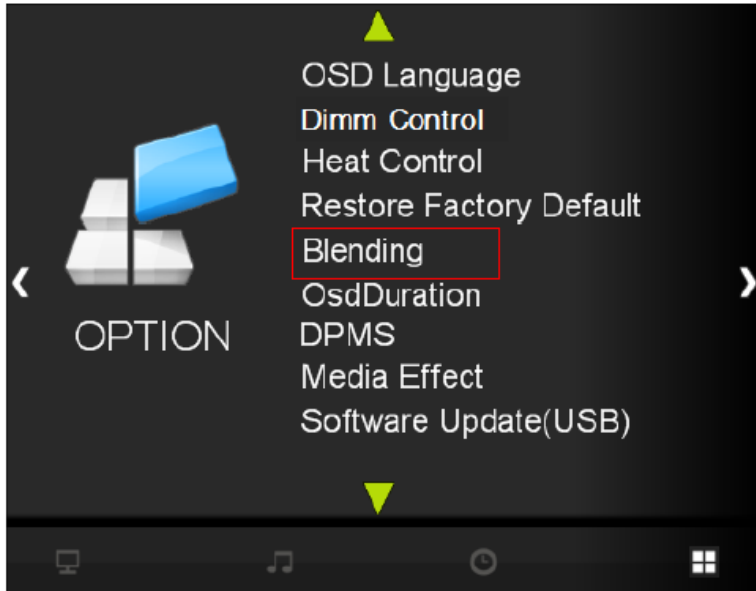 OSD Language
Dimm Control
Heat Control
Restore Factory Default
Blending
OsdDuration
OPTION
DPMS
Media Effect
Software Update(USB)